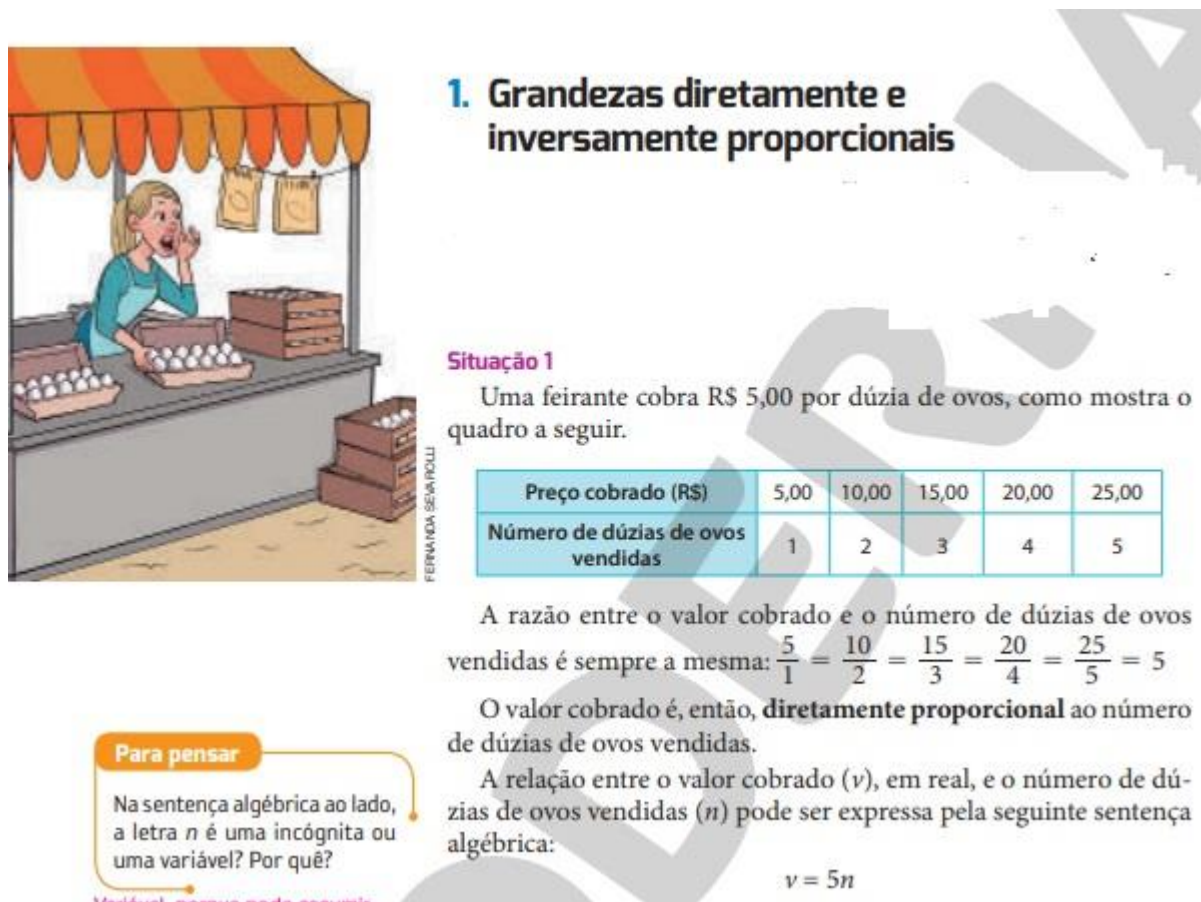 1. Grandezas diretamente e
inversamente proporcionais
Situação 1
Uma feirante cobra R$ 5,00 por dúzia de ovos, como mostra o
quadro a seguir.
Preço cobrado (R$) 5,00 10,00 15,00 20,00 25,00
Número de dúzias de ovos
vendidas 1 2 3 4 5
FERNANDA SEVAROLLI
A razão entre o valor cobrado e o número de dúzias de ovos
vendidas é sempre a mesma: 5/1 = 10/2 = 15/3 = 20/4 = 25/5 = 5
O valor cobrado é, então, diretamente proporcional ao número
de dúzias de ovos vendidas.
A relação entre o valor cobrado (v), em real, e o número de dú-
zias de ovos vendidas (n) pode ser expressa pela seguinte sentença
algébrica:
v = 5n
Para pensar
Na sentença algébrica ao lado,
a letra n é uma incógnita ou
uma variável? Por quê?
Variável, porque pode assumir